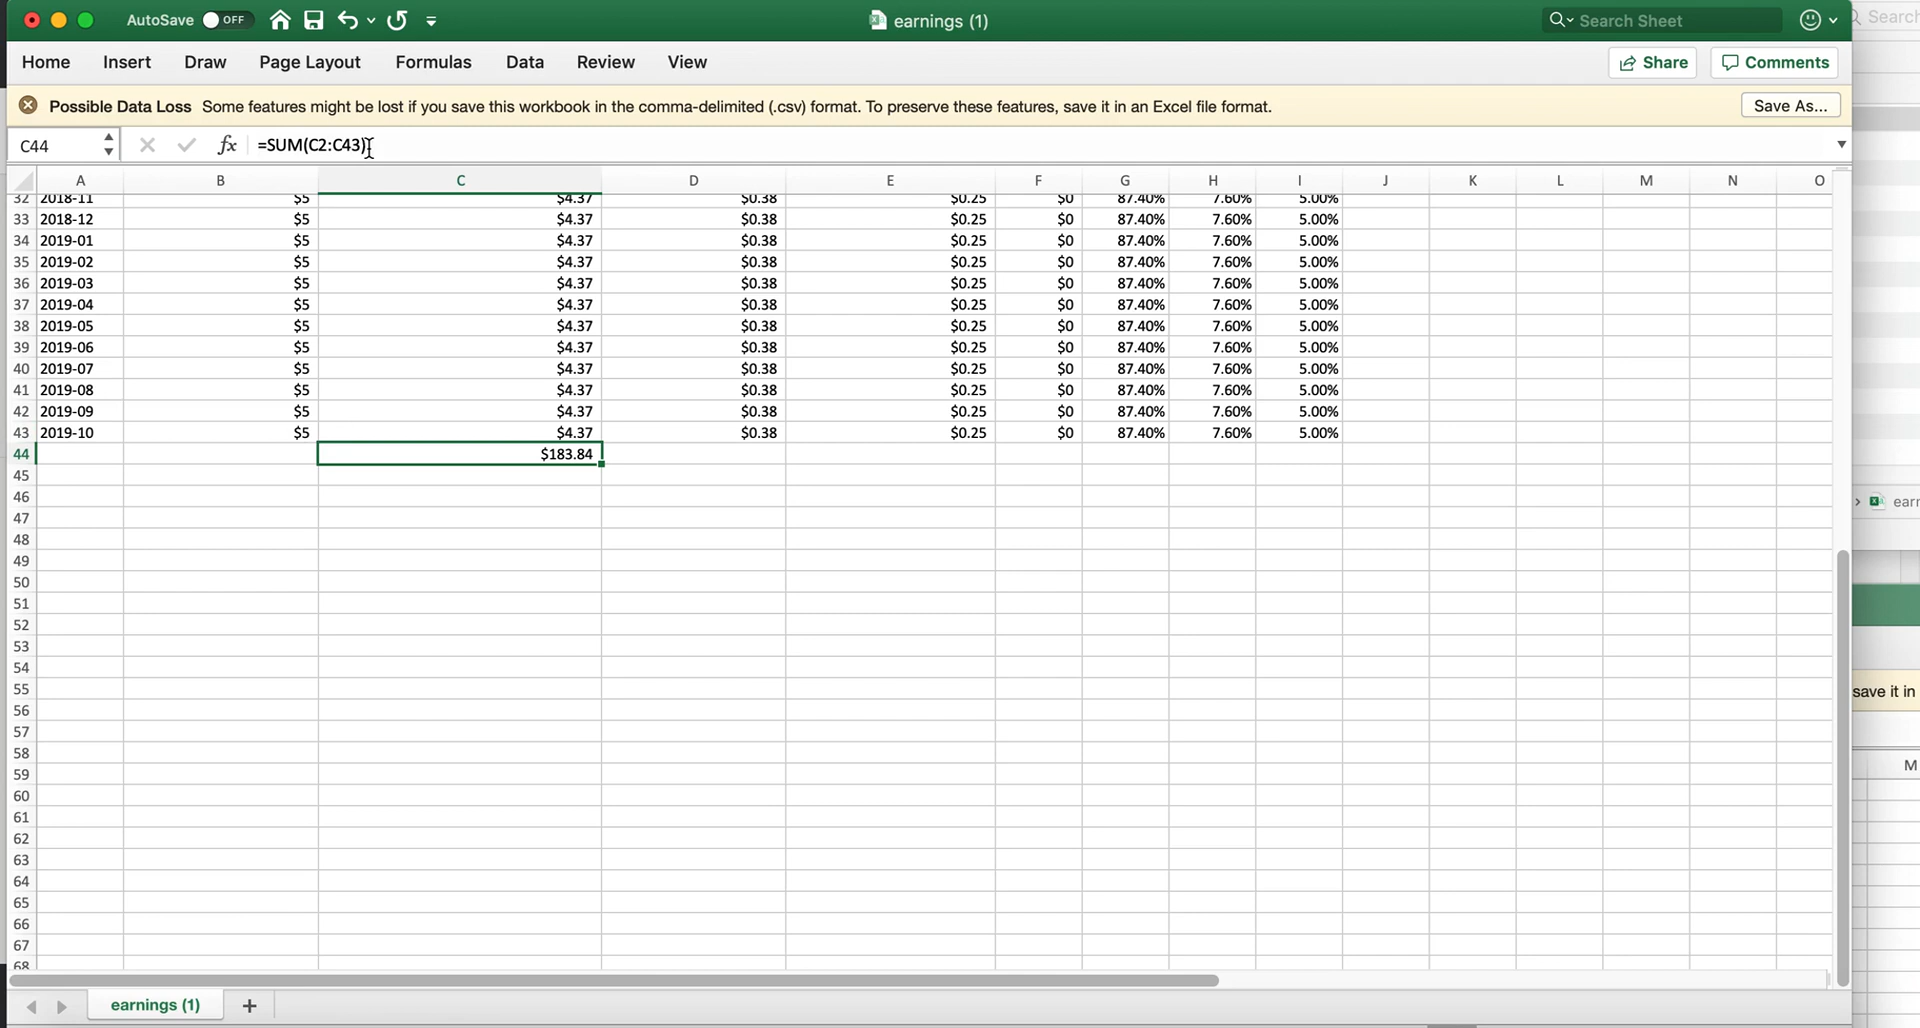 AutoSave OFF earnings (1) Search Sheet Search
Home Insert Draw Page Layout Formulas Data Review View Share Comments
Possible Data Loss Some features might be lost if you save this workbook in the comma-delimited (.csv) format. To preserve these features, save it in an Excel file format. Save As...
C44 fx =SUM(C2:C43)
A B C D E F G H I J K L M N O
32 2018-11 $5 $4.37 $0.38 $0.25 $0 87.40% 7.60% 5.00%
33 2018-12 $5 $4.37 $0.38 $0.25 $0 87.40% 7.60% 5.00%
34 2019-01 $5 $4.37 $0.38 $0.25 $0 87.40% 7.60% 5.00%
35 2019-02 $5 $4.37 $0.38 $0.25 $0 87.40% 7.60% 5.00%
36 2019-03 $5 $4.37 $0.38 $0.25 $0 87.40% 7.60% 5.00%
37 2019-04 $5 $4.37 $0.38 $0.25 $0 87.40% 7.60% 5.00%
38 2019-05 $5 $4.37 $0.38 $0.25 $0 87.40% 7.60% 5.00%
39 2019-06 $5 $4.37 $0.38 $0.25 $0 87.40% 7.60% 5.00%
40 2019-07 $5 $4.37 $0.38 $0.25 $0 87.40% 7.60% 5.00%
41 2019-08 $5 $4.37 $0.38 $0.25 $0 87.40% 7.60% 5.00%
42 2019-09 $5 $4.37 $0.38 $0.25 $0 87.40% 7.60% 5.00%
43 2019-10 $5 $4.37 $0.38 $0.25 $0 87.40% 7.60% 5.00%
44 $183.84
45
46
47
48
49
50
51
52
53
54
55
56
57
58
59
60
61
62
63
64
65
66
67
68
earn
save it in
M
earnings (1) +